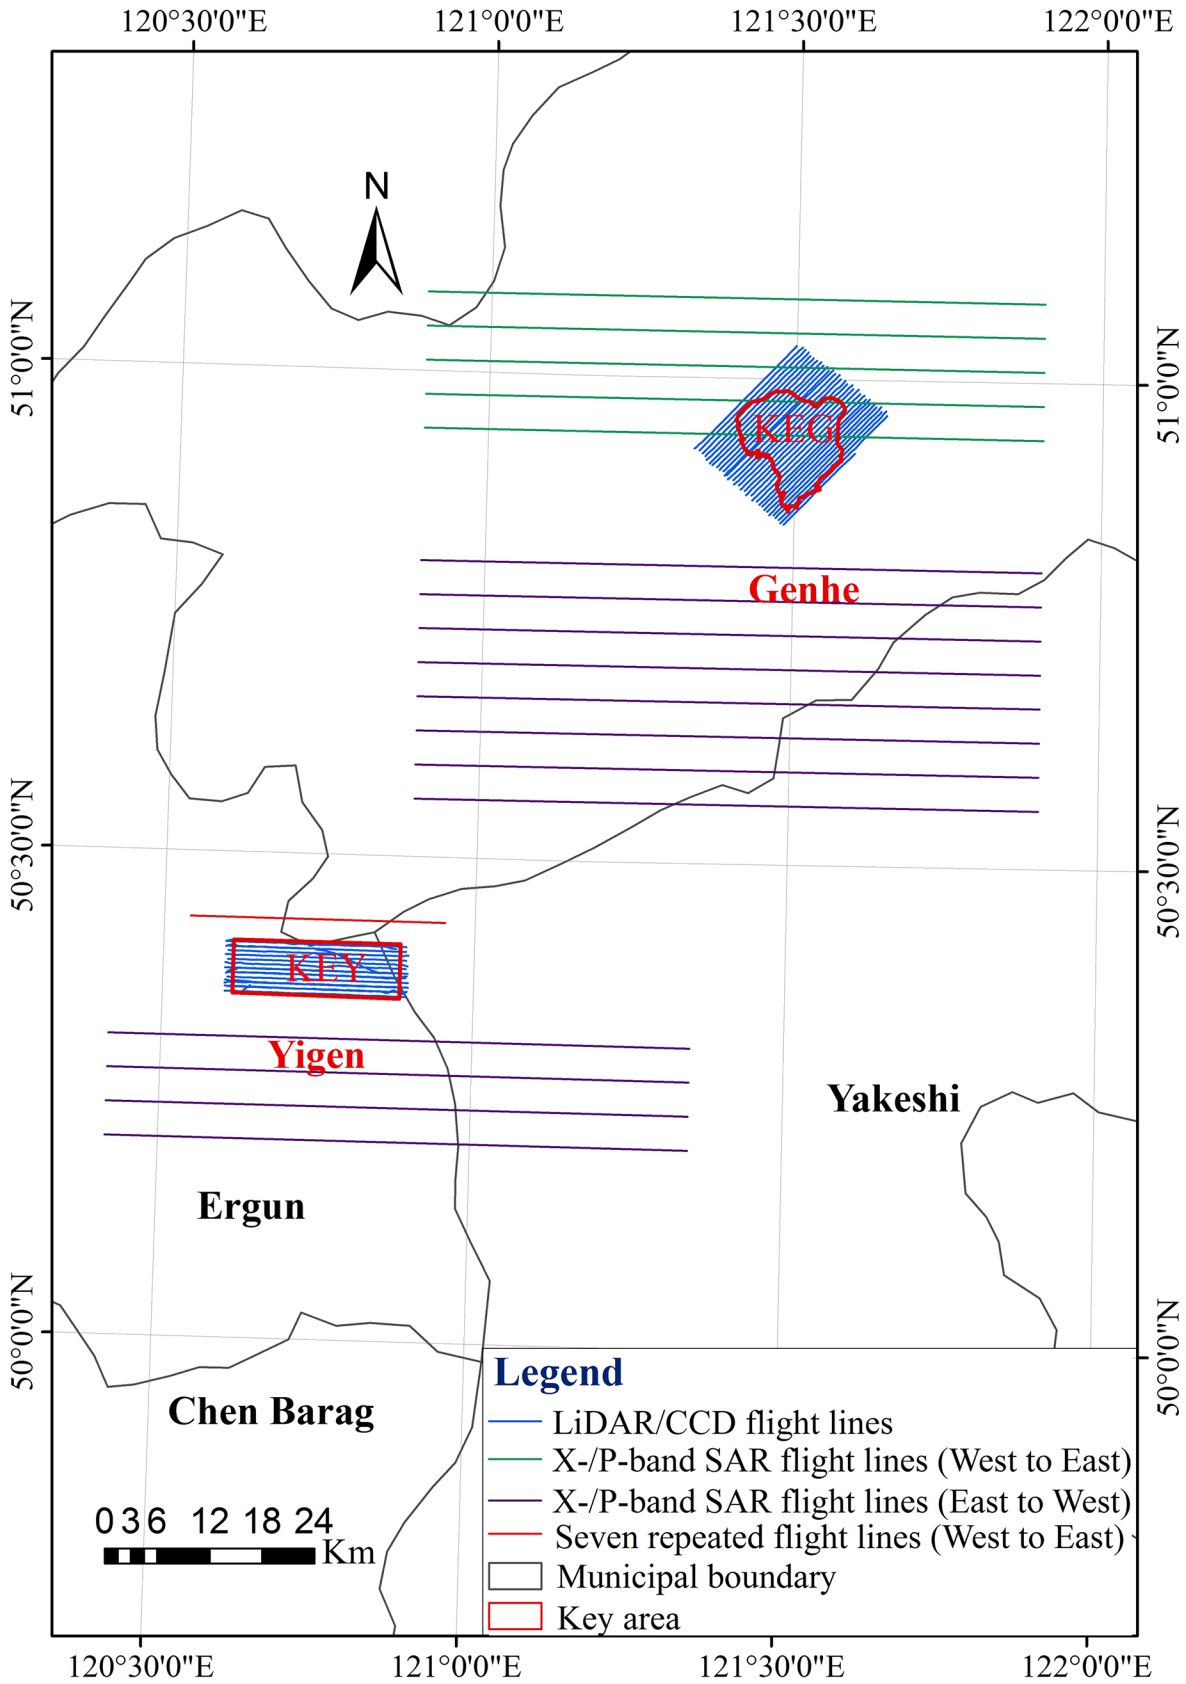 120°30'0"E 121°0'0"E 121°30'0"E 122°0'0"E
N
51°0'0"N
51°0'0"N
KEG
Genhe
50°30'0"N
50°30'0"N
KEY
Yigen
Yakeshi
Ergun
50°0'0"N
50°0'0"N
Chen Barag
0 3 6 12 18 24
Km
Legend
LiDAR/CCD flight lines
X-/P-band SAR flight lines (West to East)
X-/P-band SAR flight lines (East to West)
Seven repeated flight lines (West to East)
Municipal boundary
Key area
120°30'0"E 121°0'0"E 121°30'0"E 122°0'0"E